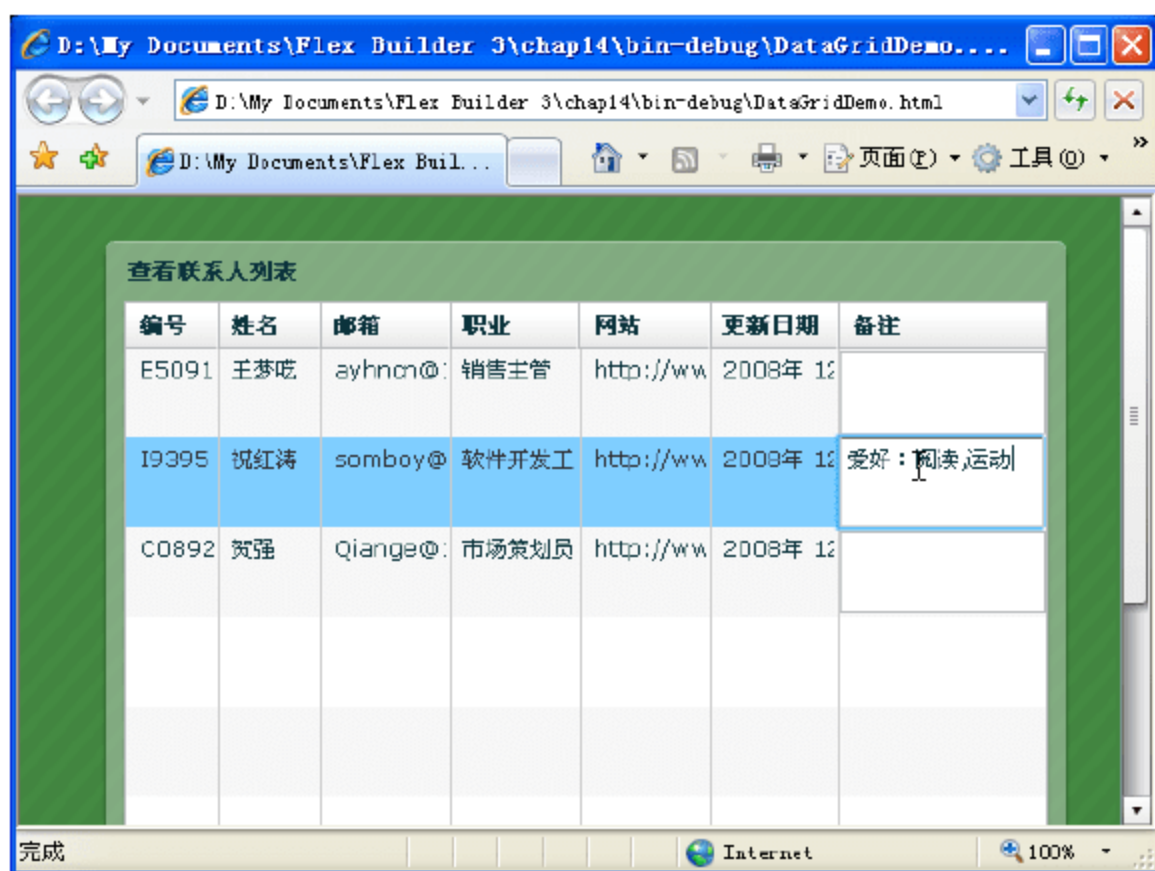 D:\My Documents\Flex Builder 3\chap14\bin-debug\DataGridDemo....
D:\My Documents\Flex Builder 3\chap14\bin-debug\DataGridDemo.html
D:\My Documents\Flex Buil... 页面(P) 工具(O) »
查看联系人列表
编号 姓名 邮箱 职业 网站 更新日期 备注
E5091 王梦 ayhncn@ 销售主管 http://ww 2008年 12
I9395 祝红涛 somboy@ 软件开发工 http://ww 2008年 12 爱好：阅读,运动
C0892 贺强 Qiange@ 市场策划员 http://ww 2008年 12
完成 Internet 100%